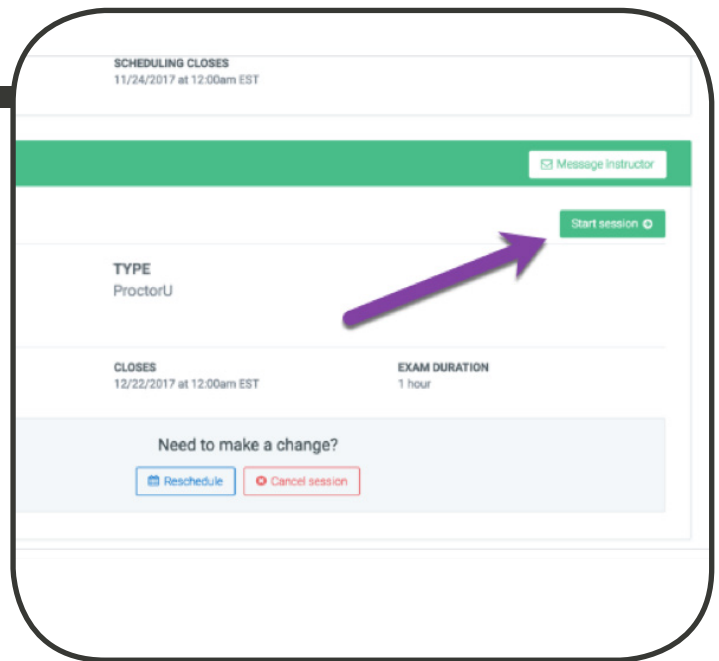 SCHEDULING CLOSES
11/24/2017 at 12:00am EST
Message instructor
Start session
TYPE
ProctorU
CLOSES
12/22/2017 at 12:00am EST
EXAM DURATION
1 hour
Need to make a change?
Reschedule
Cancel session